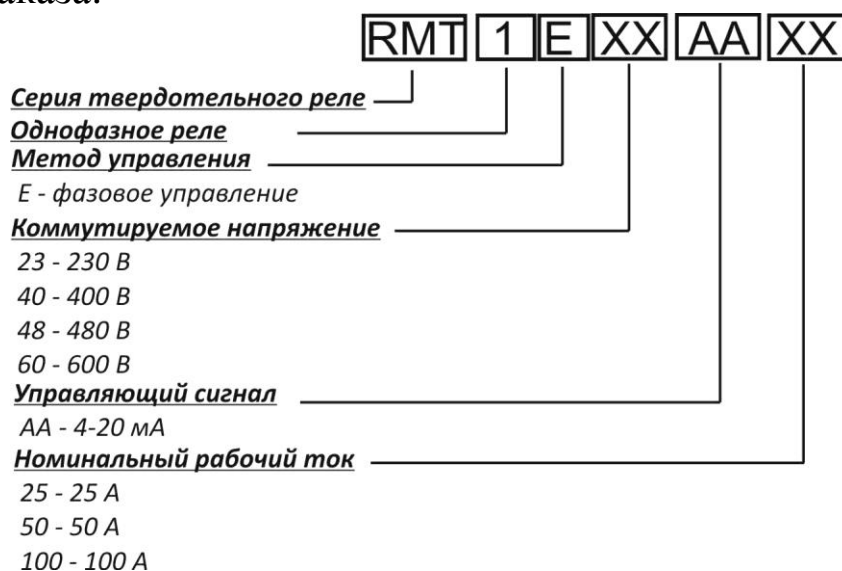 RMT 1 E XX AA XX
Серия твердотельного реле
Однофазное реле
Метод управления
Е - фазовое управление
Коммутируемое напряжение
23 - 230 В
40 - 400 В
48 - 480 В
60 - 600 В
Управляющий сигнал
АА - 4-20 мА
Номинальный рабочий ток
25 - 25 А
50 - 50 А
100 - 100 А